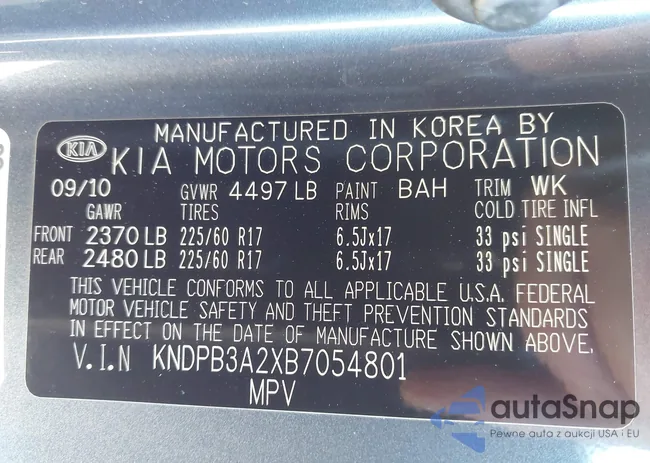 MANUFACTURED IN KOREA BY
KIA KIA MOTORS CORPORATION
09/10 GVWR 4497 LB PAINT BAH TRIM WK
GAWR TIRES RIMS COLD TIRE INFL
FRONT 2370 LB 225/60 R17 6.5Jx17 33 psi SINGLE
REAR 2480 LB 225/60 R17 6.5Jx17 33 psi SINGLE
THIS VEHICLE CONFORMS TO ALL APPLICABLE U.S.A. FEDERAL
MOTOR VEHICLE SAFETY AND THEFT PREVENTION STANDARDS
IN EFFECT ON THE DATE OF MANUFACTURE SHOWN ABOVE.
V.I.N KNDPB3A2XB7054801
MPV
autaSnap
Pewne auta z aukcji USA i EU